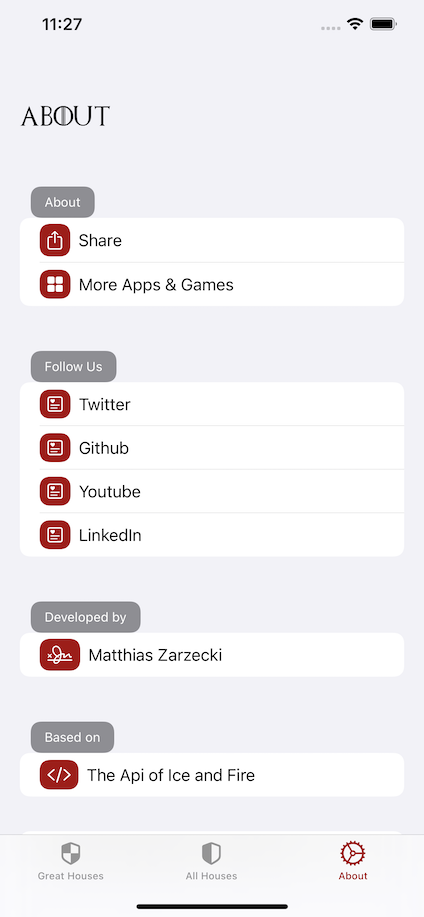 11:27
ABOUT
About
Share
More Apps & Games
Follow Us
Twitter
Github
Youtube
LinkedIn
Developed by
Matthias Zarzecki
Based on
The Api of Ice and Fire
Great Houses
All Houses
About